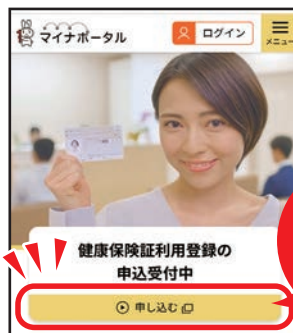 マイナポータル
ログイン
メニュー
健康保険証利用登録の
申込受付中
申し込む